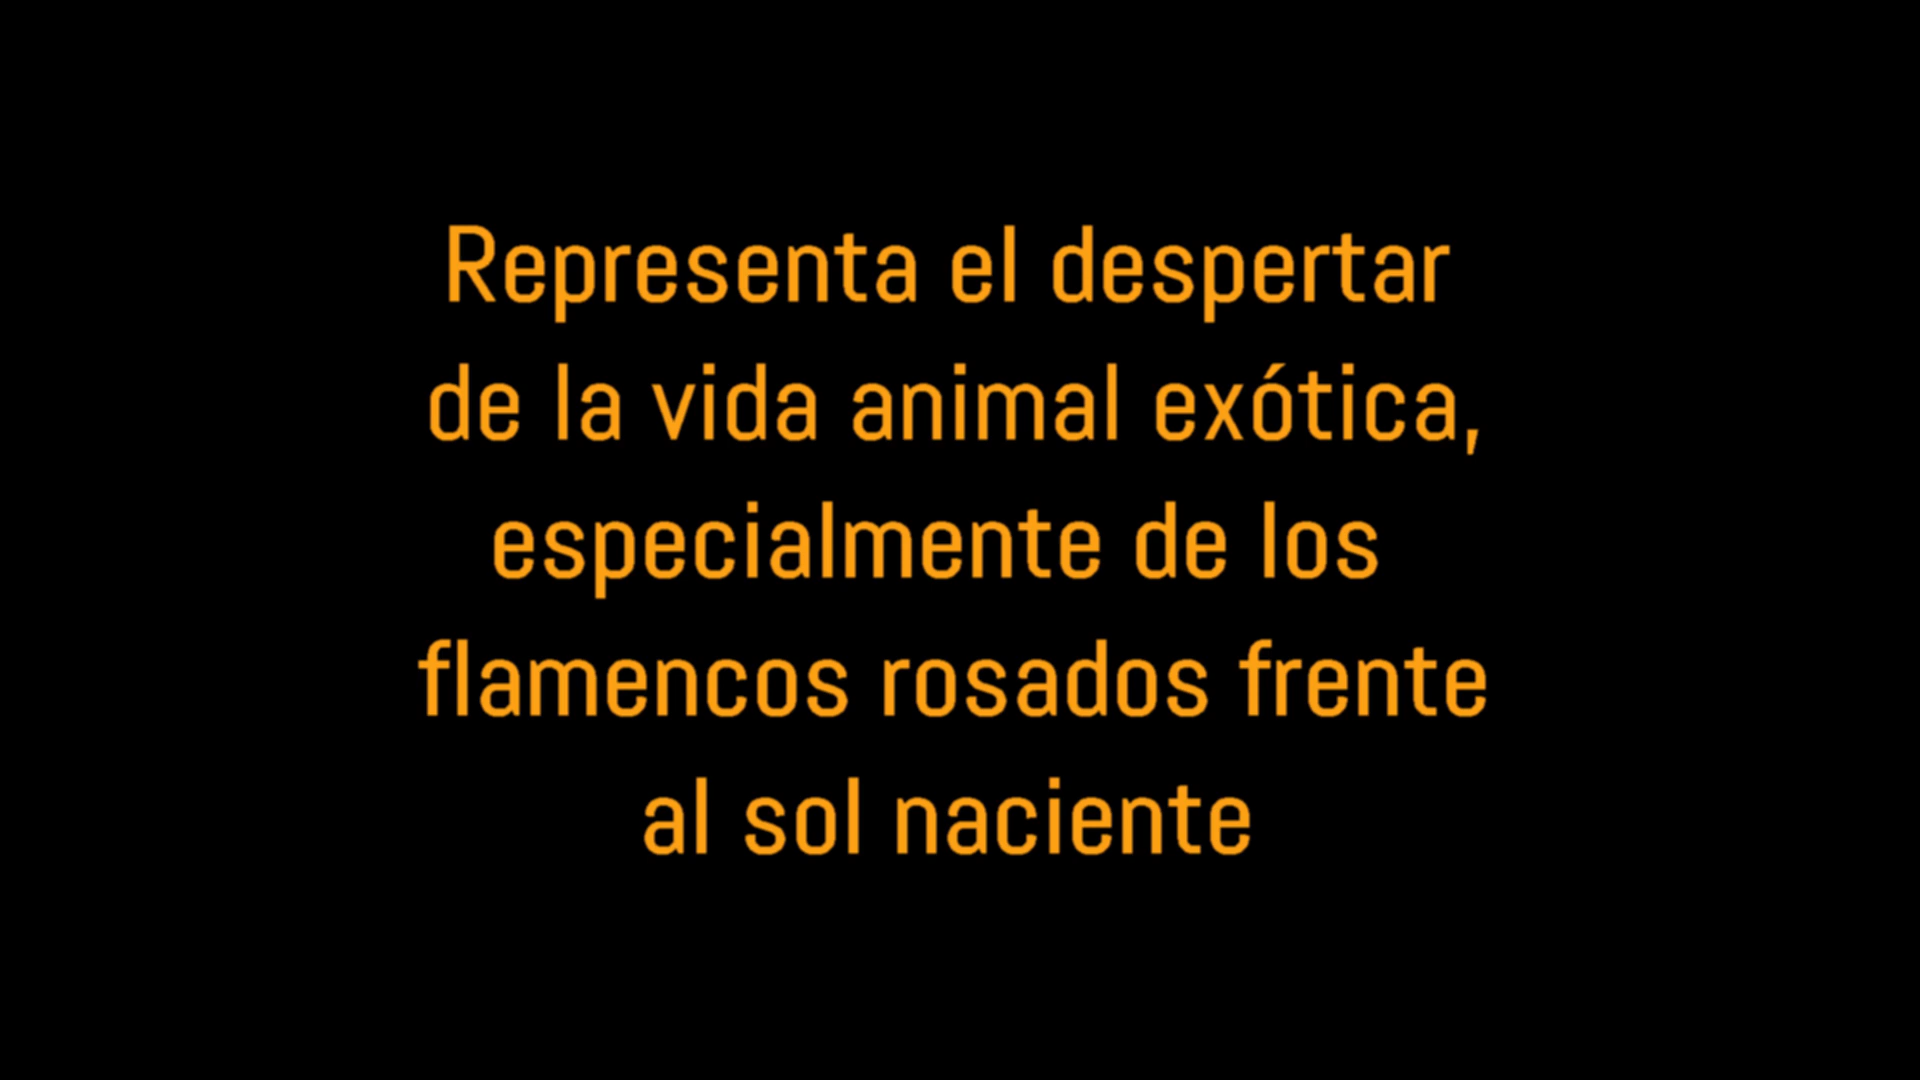 Representa el despertar
de la vida animal exótica,
especialmente de los
flamencos rosados frente
al sol naciente